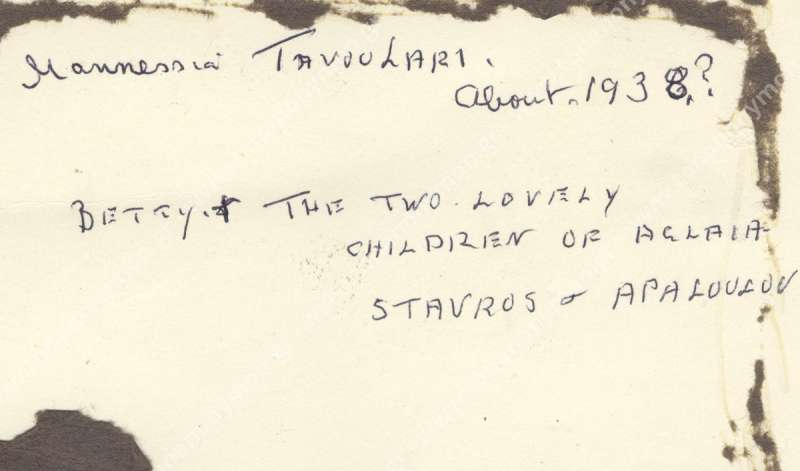 Mannessia TAVOULARI.
About. 1938.?
BETTY. & THE TWO. LOVELY
CHILDREN OF AGLAIA
STAVROS & APALOULOU